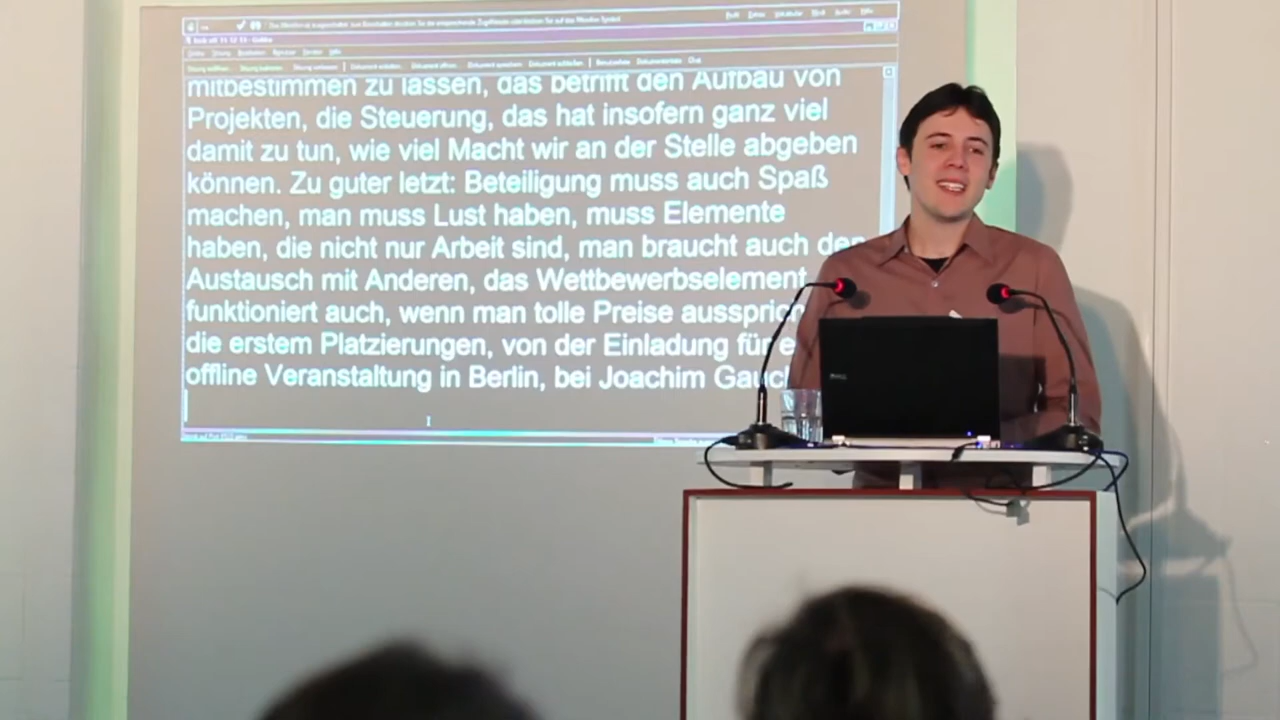 mitbestimmen zu lassen, das betrifft den Aufbau von
Projekten, die Steuerung, das hat insofern ganz viel
damit zu tun, wie viel Macht wir an der Stelle abgeben
können. Zu guter letzt: Beteiligung muss auch Spaß
machen, man muss Lust haben, muss Elemente
haben, die nicht nur Arbeit sind, man braucht auch den
Austausch mit Anderen, das Wettbewerbselement
funktioniert auch, wenn man tolle Preise
die erstem Platzierungen, von der Einladung für
offline Veranstaltung in Berlin, bei Joachim